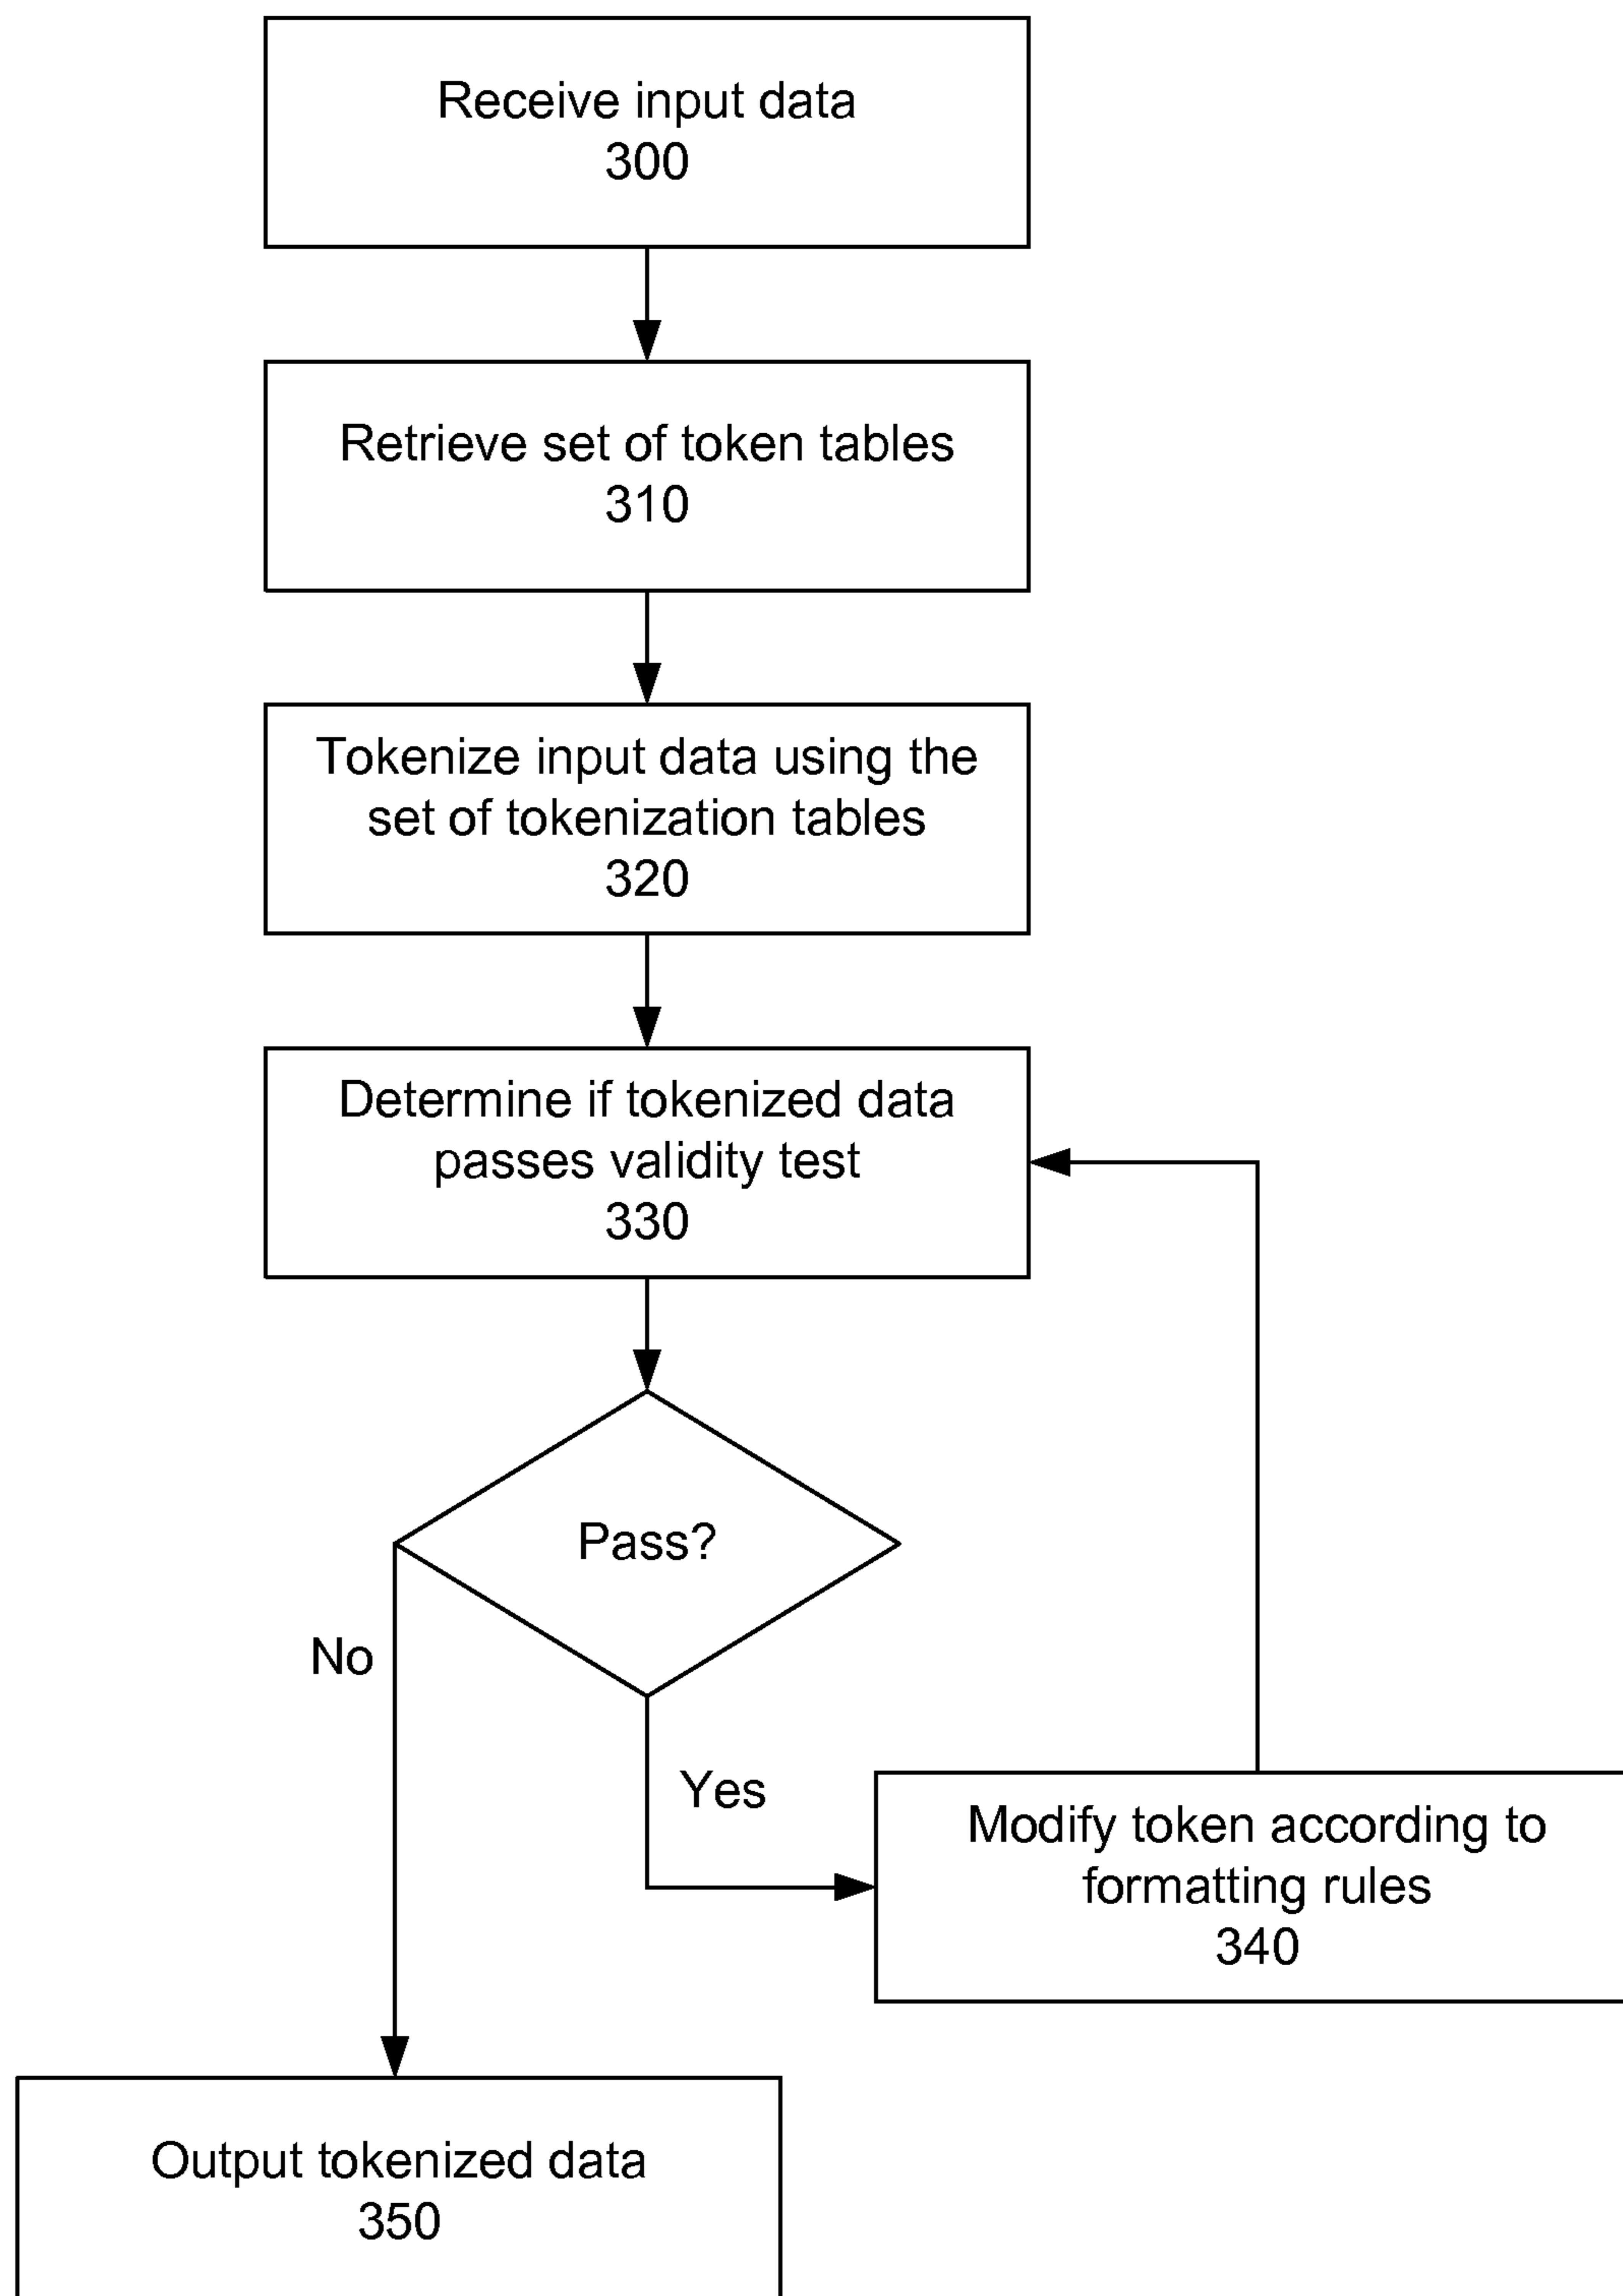 Receive input data
300
Retrieve set of token tables
310
Tokenize input data using the
set of tokenization tables
320
Determine if tokenized data
passes validity test
330
Pass?
No
Yes
Modify token according to
formatting rules
340
Output tokenized data
350